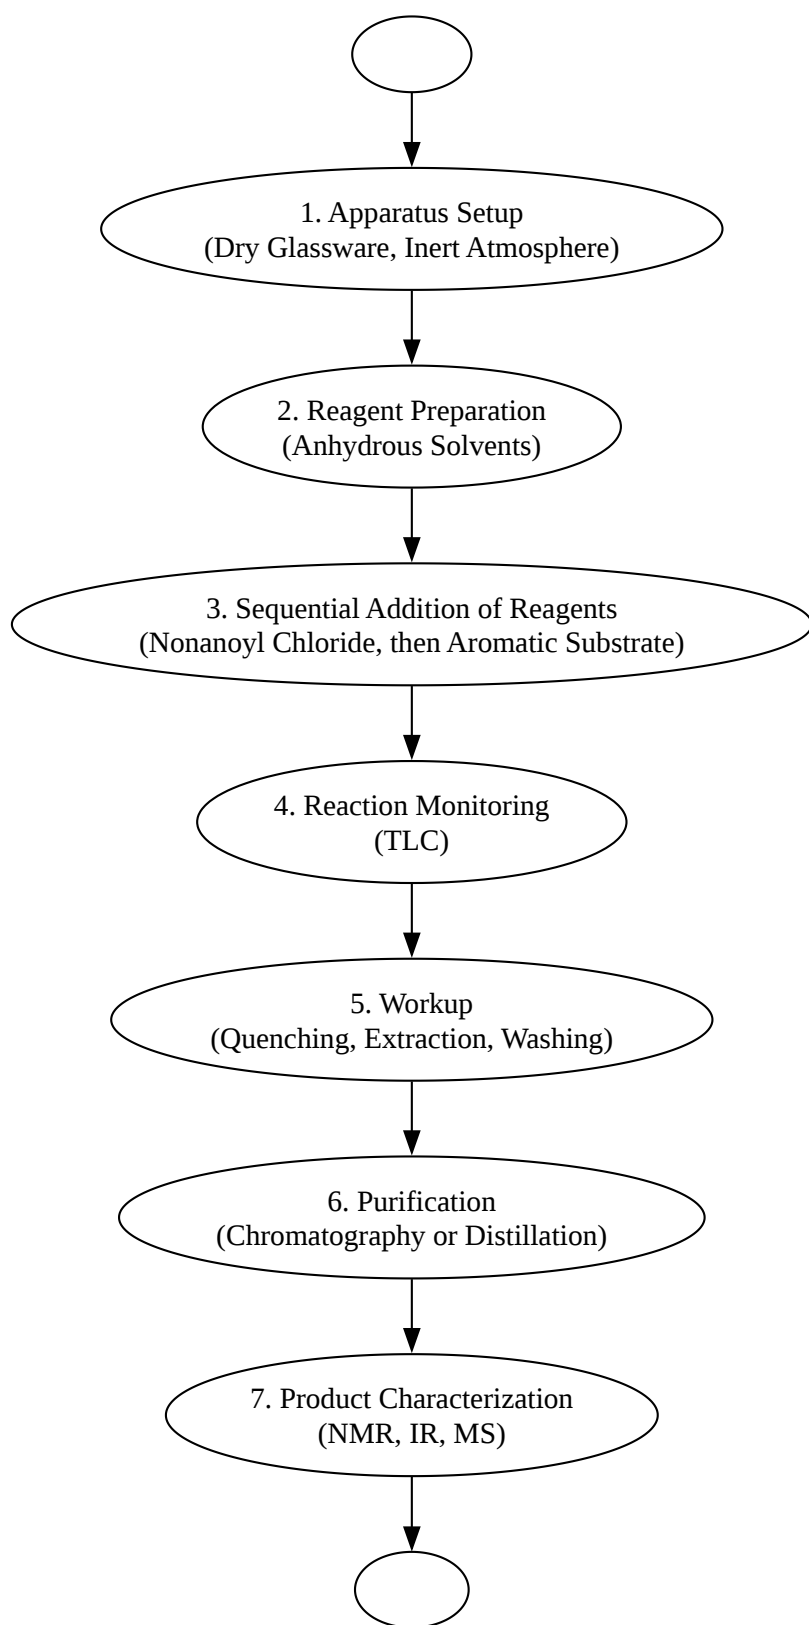 1. Apparatus Setup
(Dry Glassware, Inert Atmosphere)
2. Reagent Preparation
(Anhydrous Solvents)
3. Sequential Addition of Reagents
(Nonanoyl Chloride, then Aromatic Substrate)
4. Reaction Monitoring
(TLC)
5. Workup
(Quenching, Extraction, Washing)
6. Purification
(Chromatography or Distillation)
7. Product Characterization
(NMR, IR, MS)